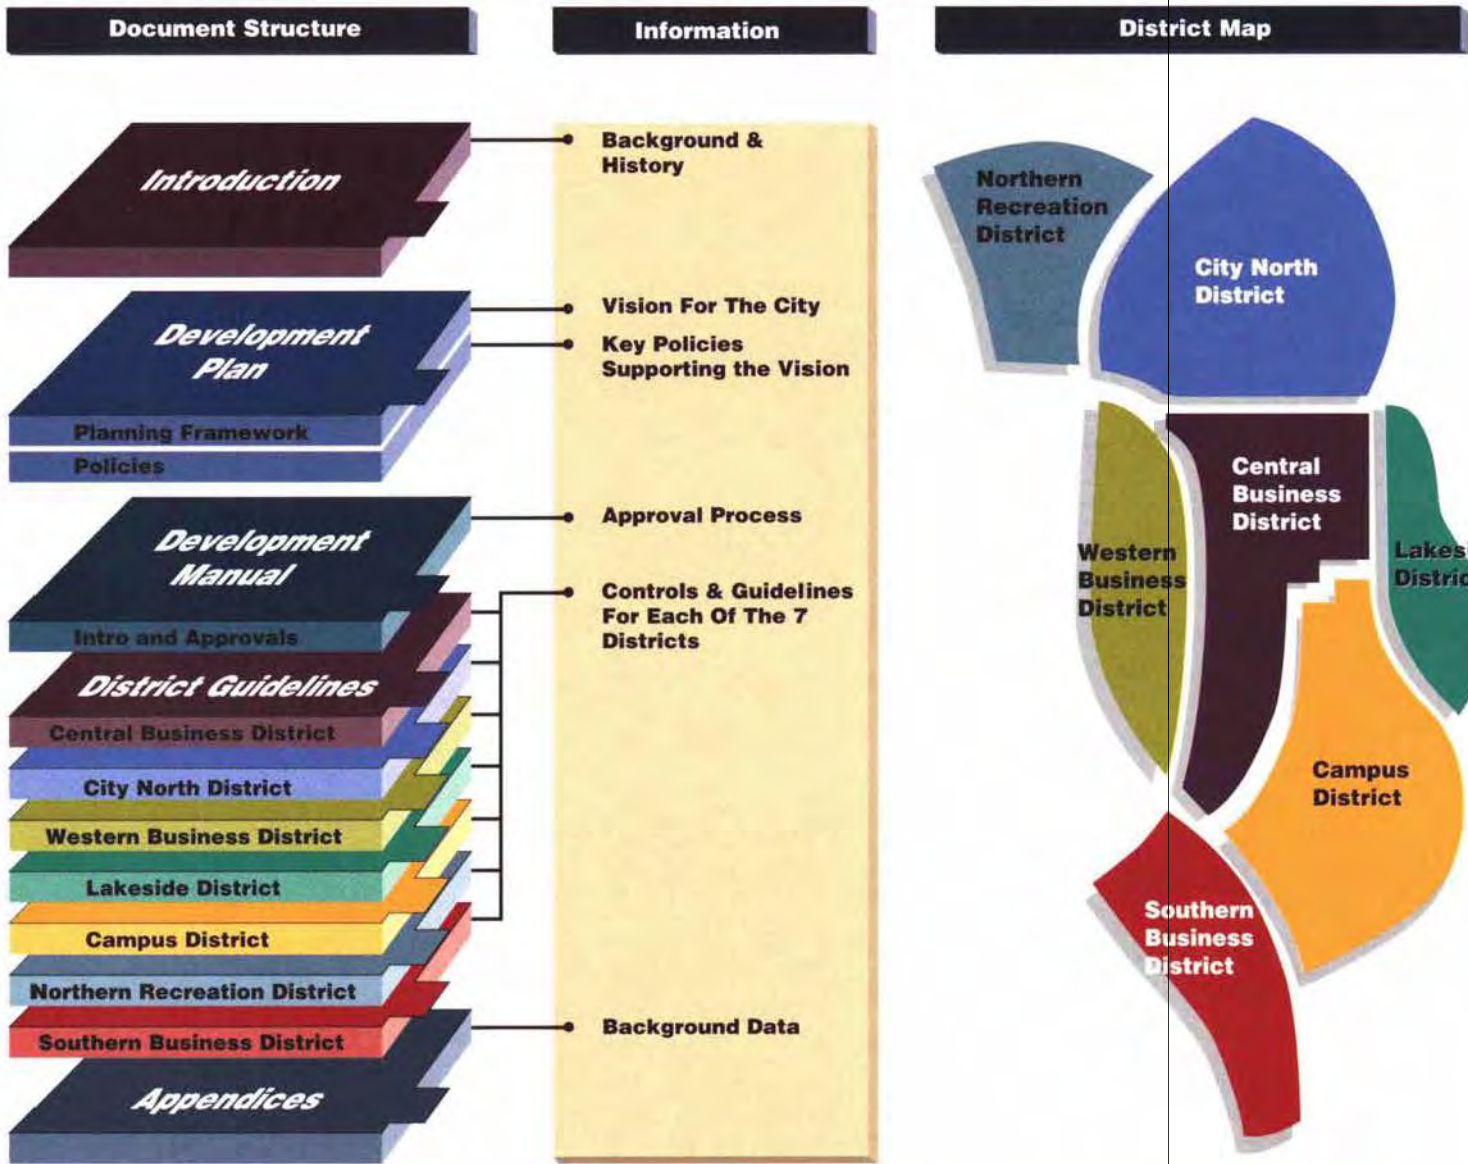 Document Structure
Information
District Map
Introduction
Development
Plan
Planning Framework
Policies
Development
Manual
Intro and Approvals
District Guidelines
Central Business District
City North District
Western Business District
Lakeside District
Campus District
Northern Recreation District
Southern Business District
Appendices
Background &
History
Vision For The City
Key Policies
Supporting the Vision
Approval Process
Controls & Guidelines
For Each Of The 7
Districts
Background Data
Northern
Recreation
District
City North
District
Central
Business
District
Western
Business
District
Lakesi
Distric
Campus
District
Southern
Business
District